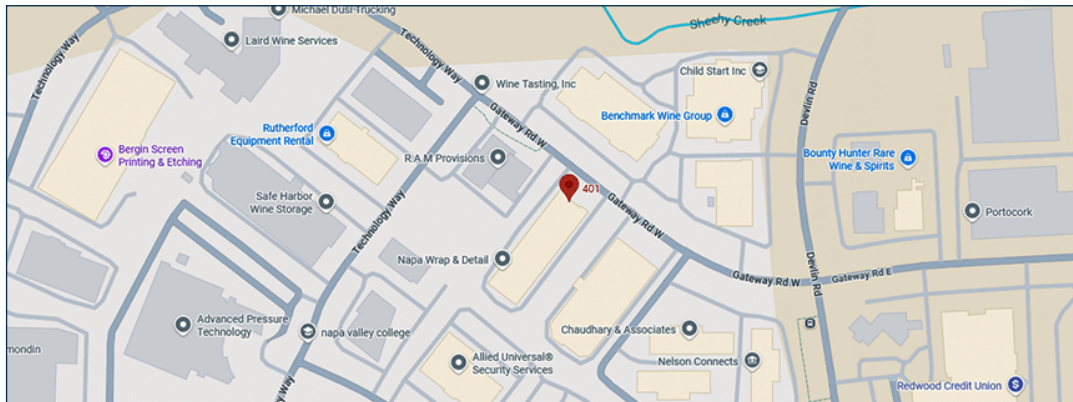 Michael Dusi Trucking
Sheehy Creek
Laird Wine Services
Technology Way
Technology Way
Child Start Inc
Wine Tasting, Inc
Gateway Rd W
Devlin Rd
Benchmark Wine Group
Rutherford
Equipment Rental
Bergin Screen
Printing & Etching
R.A.M Provisions
Bounty Hunter Rare
Wine & Spirits
401
Safe Harbor
Wine Storage
Gateway Rd W
Portocork
Technology Way
Napa Wrap & Detail
Gateway Rd W
Gateway Rd E
Devlin Rd
Advanced Pressure
Technology
napa valley college
Chaudhary & Associates
mondin
Allied Universal®
Security Services
Nelson Connects
Way
Redwood Credit Union